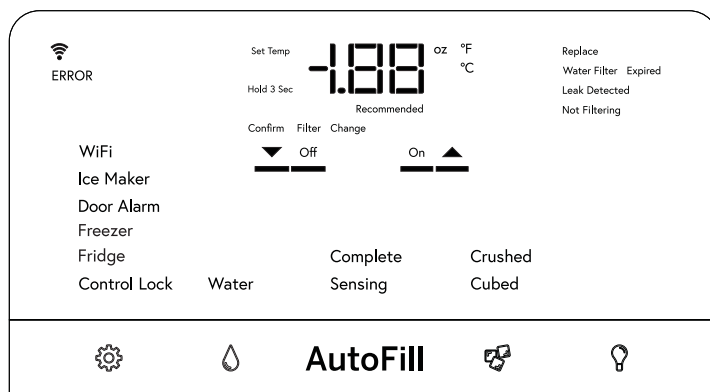 Set Temp -1.88 oz °F
°C
ERROR
Hold 3 Sec
Recommended
Confirm Filter Change
Replace
Water Filter Expired
Leak Detected
Not Filtering
Off On
WiFi
Ice Maker
Door Alarm
Freezer
Fridge
Control Lock
Water
Complete
Sensing
Crushed
Cubed
AutoFill